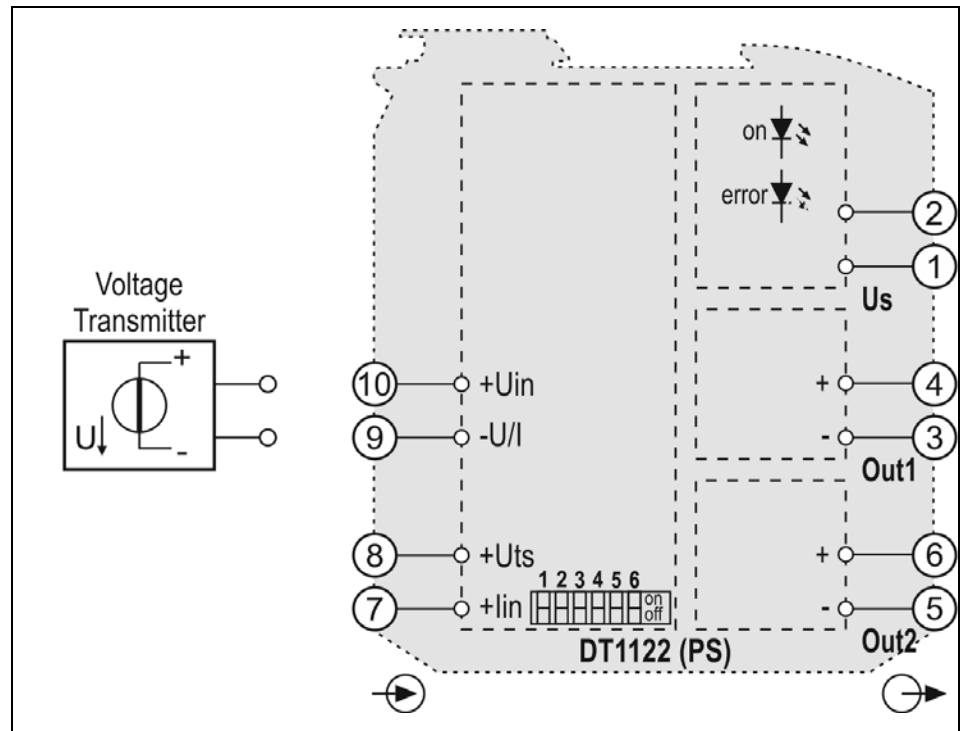 on
error
2
1
Us
Voltage
Transmitter
+
U
-
10
+Uin
9
-U/I
+
4
-
3
Out1
8
+Uts
7
+Iin
1 2 3 4 5 6
on
off
+
6
-
5
Out2
DT1122 (PS)